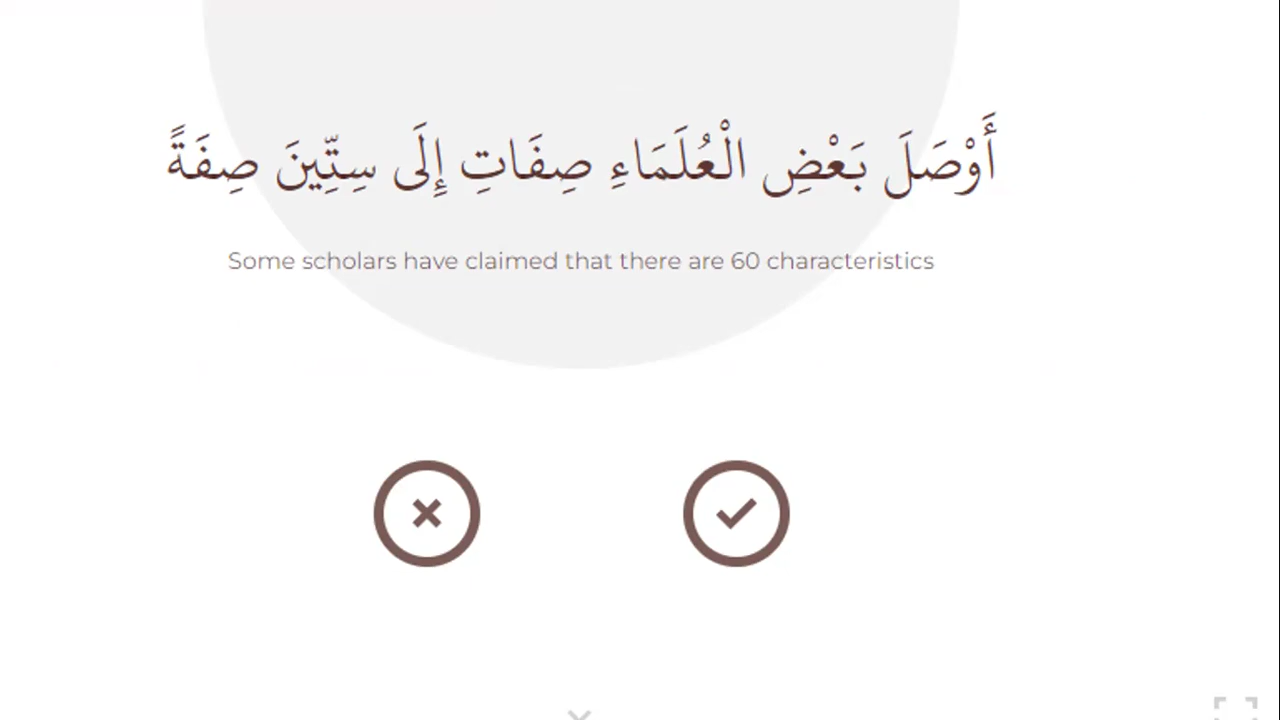 أَوْصَلَ بَعْضِ الْعُلَمَاءِ صِفَاتِ إِلَى سِتِّينَ صِفَةً
Some scholars have claimed that there are 60 characteristics